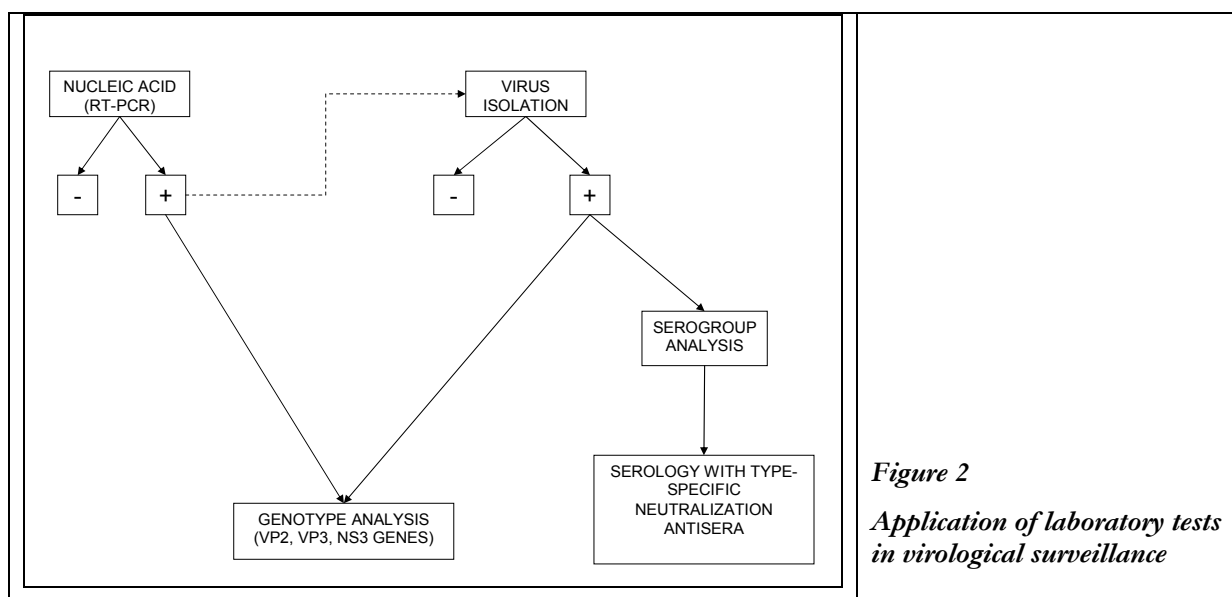 NUCLEIC ACID
(RT-PCR)
VIRUS
ISOLATION
-
+
-
+
SEROGROUP
ANALYSIS
SEROLOGY WITH TYPE-
SPECIFIC
NEUTRALIZATION
ANTISERA
GENOTYPE ANALYSIS
(VP2, VP3, NS3 GENES)
Figure 2
Application of laboratory tests
in virological surveillance